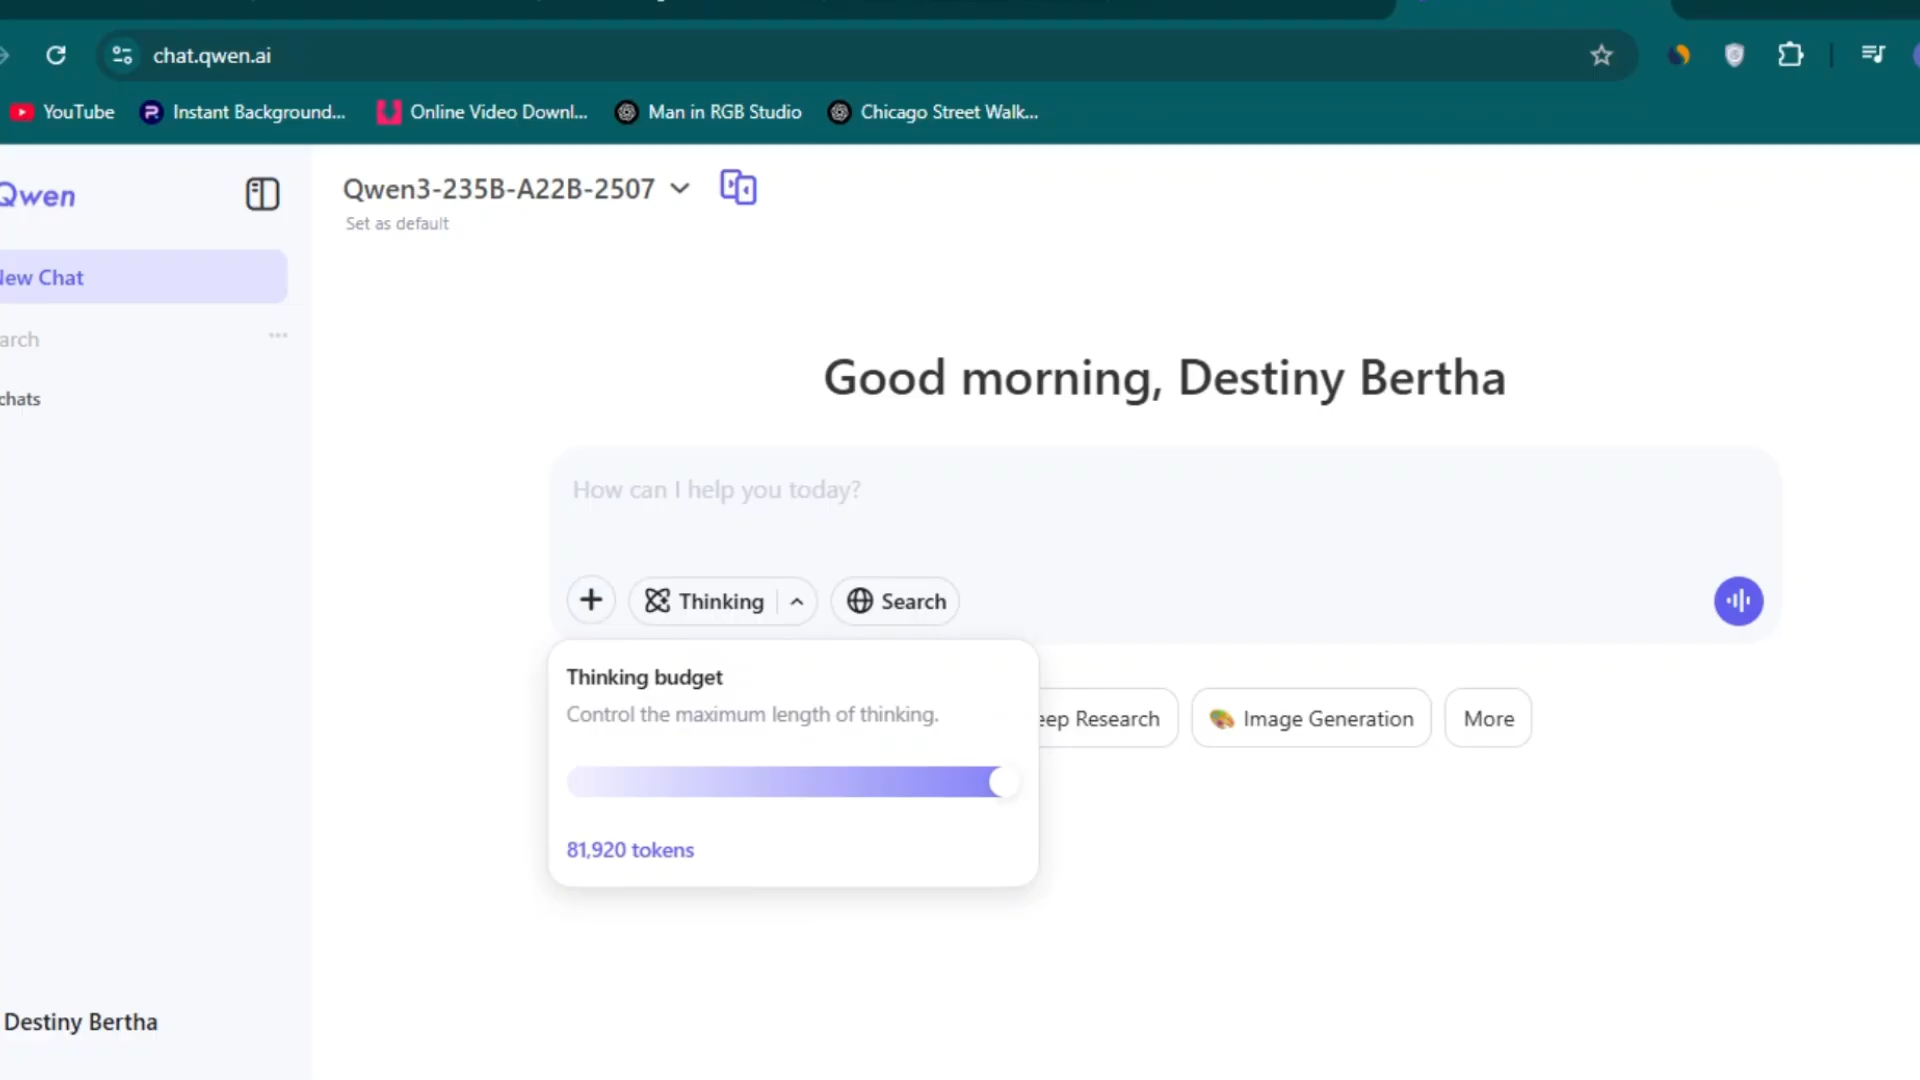 chat.qwen.ai
YouTube
Instant Background...
Online Video Downl...
Man in RGB Studio
Chicago Street Walk...
Qwen
Qwen3-235B-A22B-2507
Set as default
New Chat
arch
chats
Good morning, Destiny Bertha
How can I help you today?
Thinking
Search
Thinking budget
Control the maximum length of thinking.
81,920 tokens
eep Research
Image Generation
More
Destiny Bertha